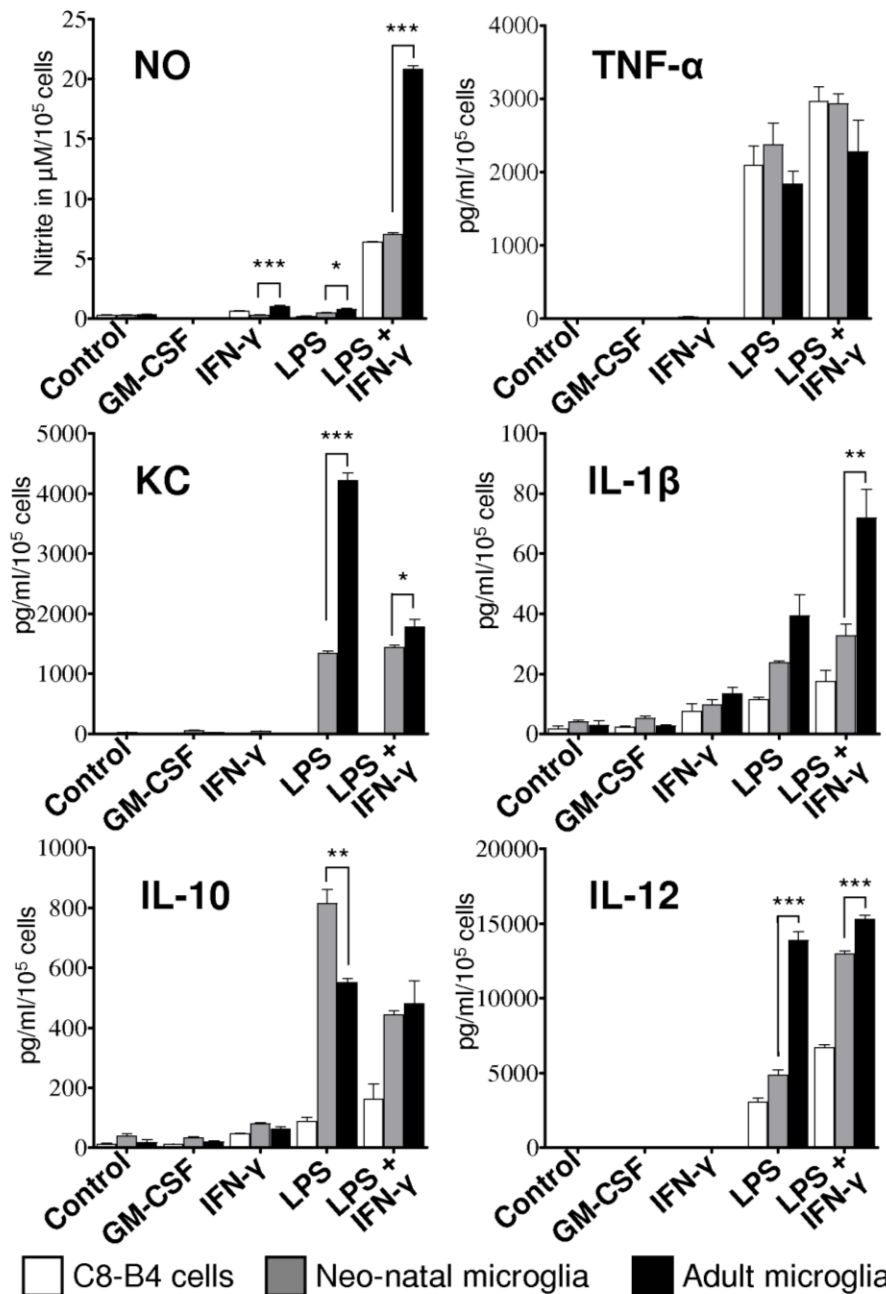 NO
Nitrite in µM/10⁵ cells
25
20
15
10
5
0
***
*
***
Control
GM-CSF
IFN-γ
LPS
LPS +
IFN-γ
TNF-α
pg/ml/10⁵ cells
4000
3000
2000
1000
0
Control
GM-CSF
IFN-γ
LPS
LPS +
IFN-γ
KC
pg/ml/10⁵ cells
5000
4000
3000
2000
1000
0
***
*
Control
GM-CSF
IFN-γ
LPS
LPS +
IFN-γ
IL-1β
pg/ml/10⁵ cells
100
80
60
40
20
0
**
Control
GM-CSF
IFN-γ
LPS
LPS +
IFN-γ
IL-10
pg/ml/10⁵ cells
1000
800
600
400
200
0
**
Control
GM-CSF
IFN-γ
LPS
LPS +
IFN-γ
IL-12
pg/ml/10⁵ cells
20000
15000
10000
5000
0
***
***
Control
GM-CSF
IFN-γ
LPS
LPS +
IFN-γ
C8-B4 cells Neo-natal microglia Adult microglia